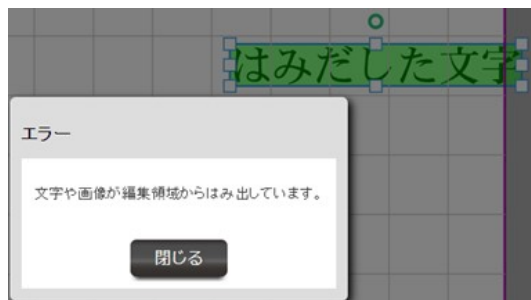 はみだした文字
エラー
文字や画像が編集領域からはみ出しています。
閉じる